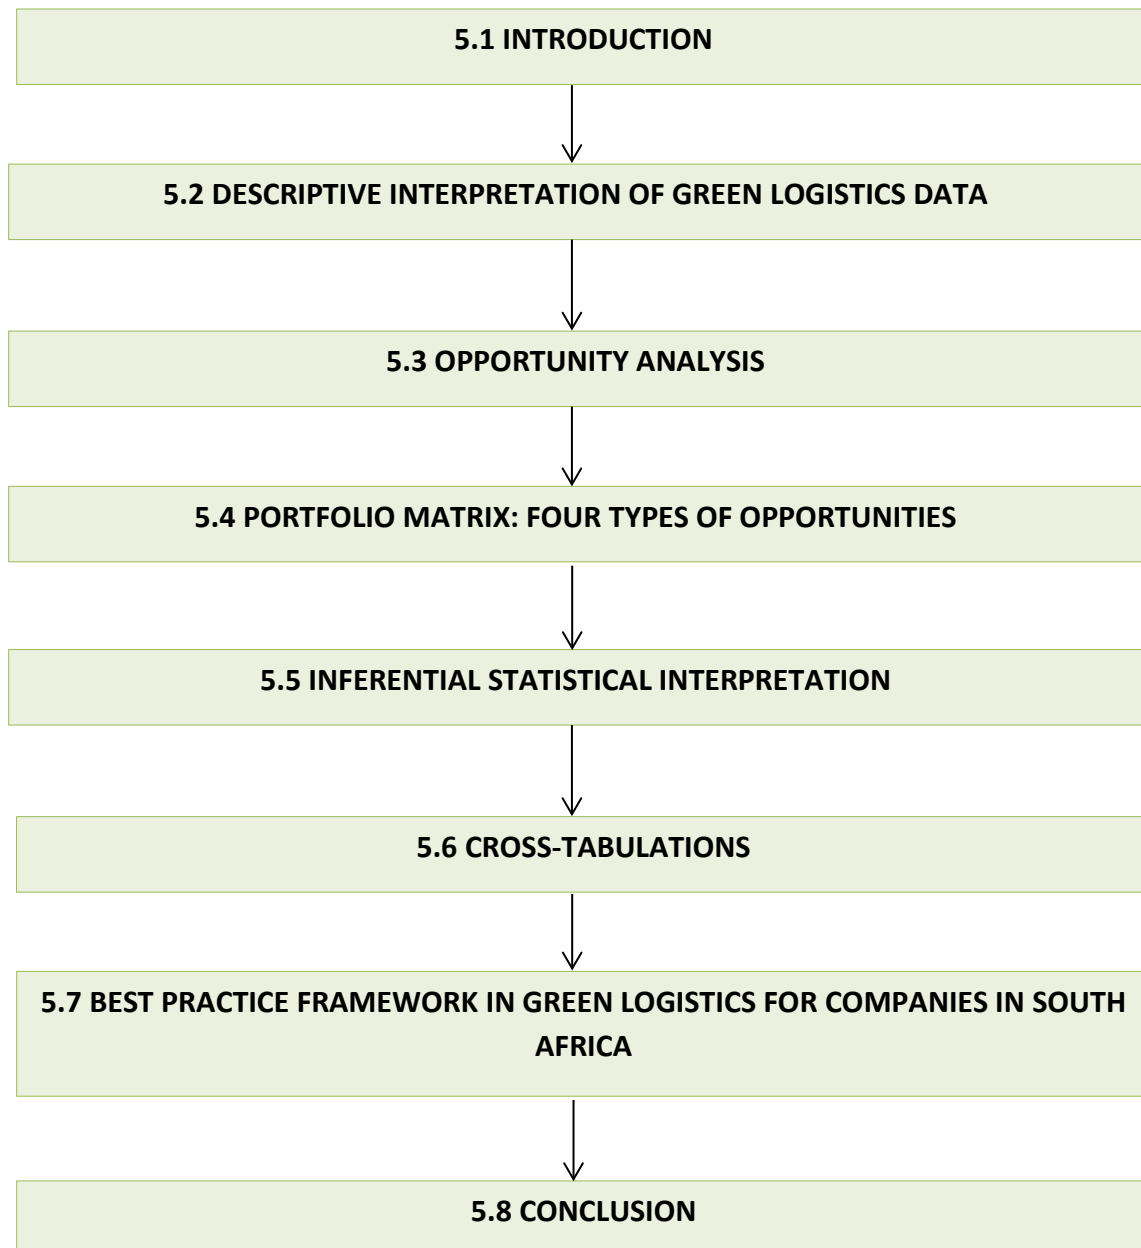 5.1 INTRODUCTION
5.2 DESCRIPTIVE INTERPRETATION OF GREEN LOGISTICS DATA
5.3 OPPORTUNITY ANALYSIS
5.4 PORTFOLIO MATRIX: FOUR TYPES OF OPPORTUNITIES
5.5 INFERENTIAL STATISTICAL INTERPRETATION
5.6 CROSS-TABULATIONS
5.7 BEST PRACTICE FRAMEWORK IN GREEN LOGISTICS FOR COMPANIES IN SOUTH
AFRICA
5.8 CONCLUSION